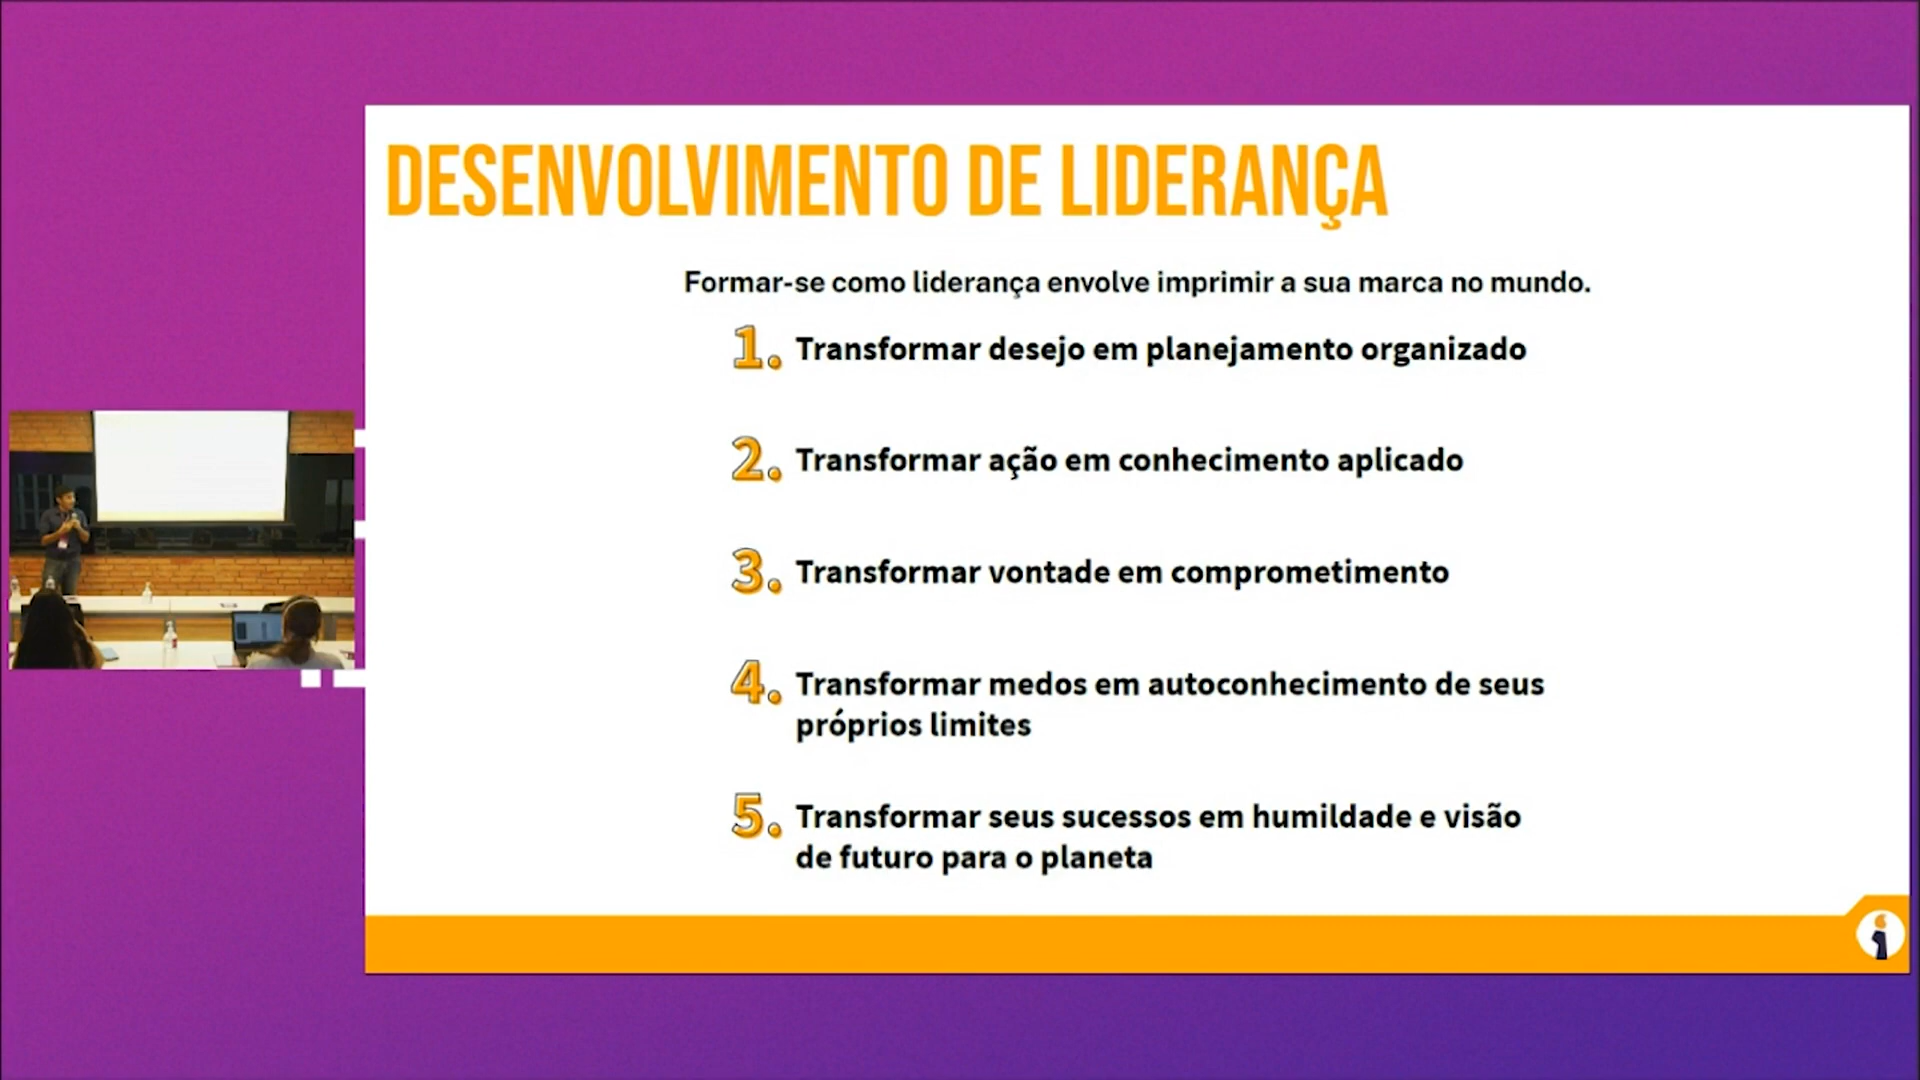 DESENVOLVIMENTO DE LIDERANÇA
Formar-se como liderança envolve imprimir a sua marca no mundo.
1. Transformar desejo em planejamento organizado
2. Transformar ação em conhecimento aplicado
3. Transformar vontade em comprometimento
4. Transformar medos em autoconhecimento de seus
próprios limites
5. Transformar seus sucessos em humildade e visão
de futuro para o planeta